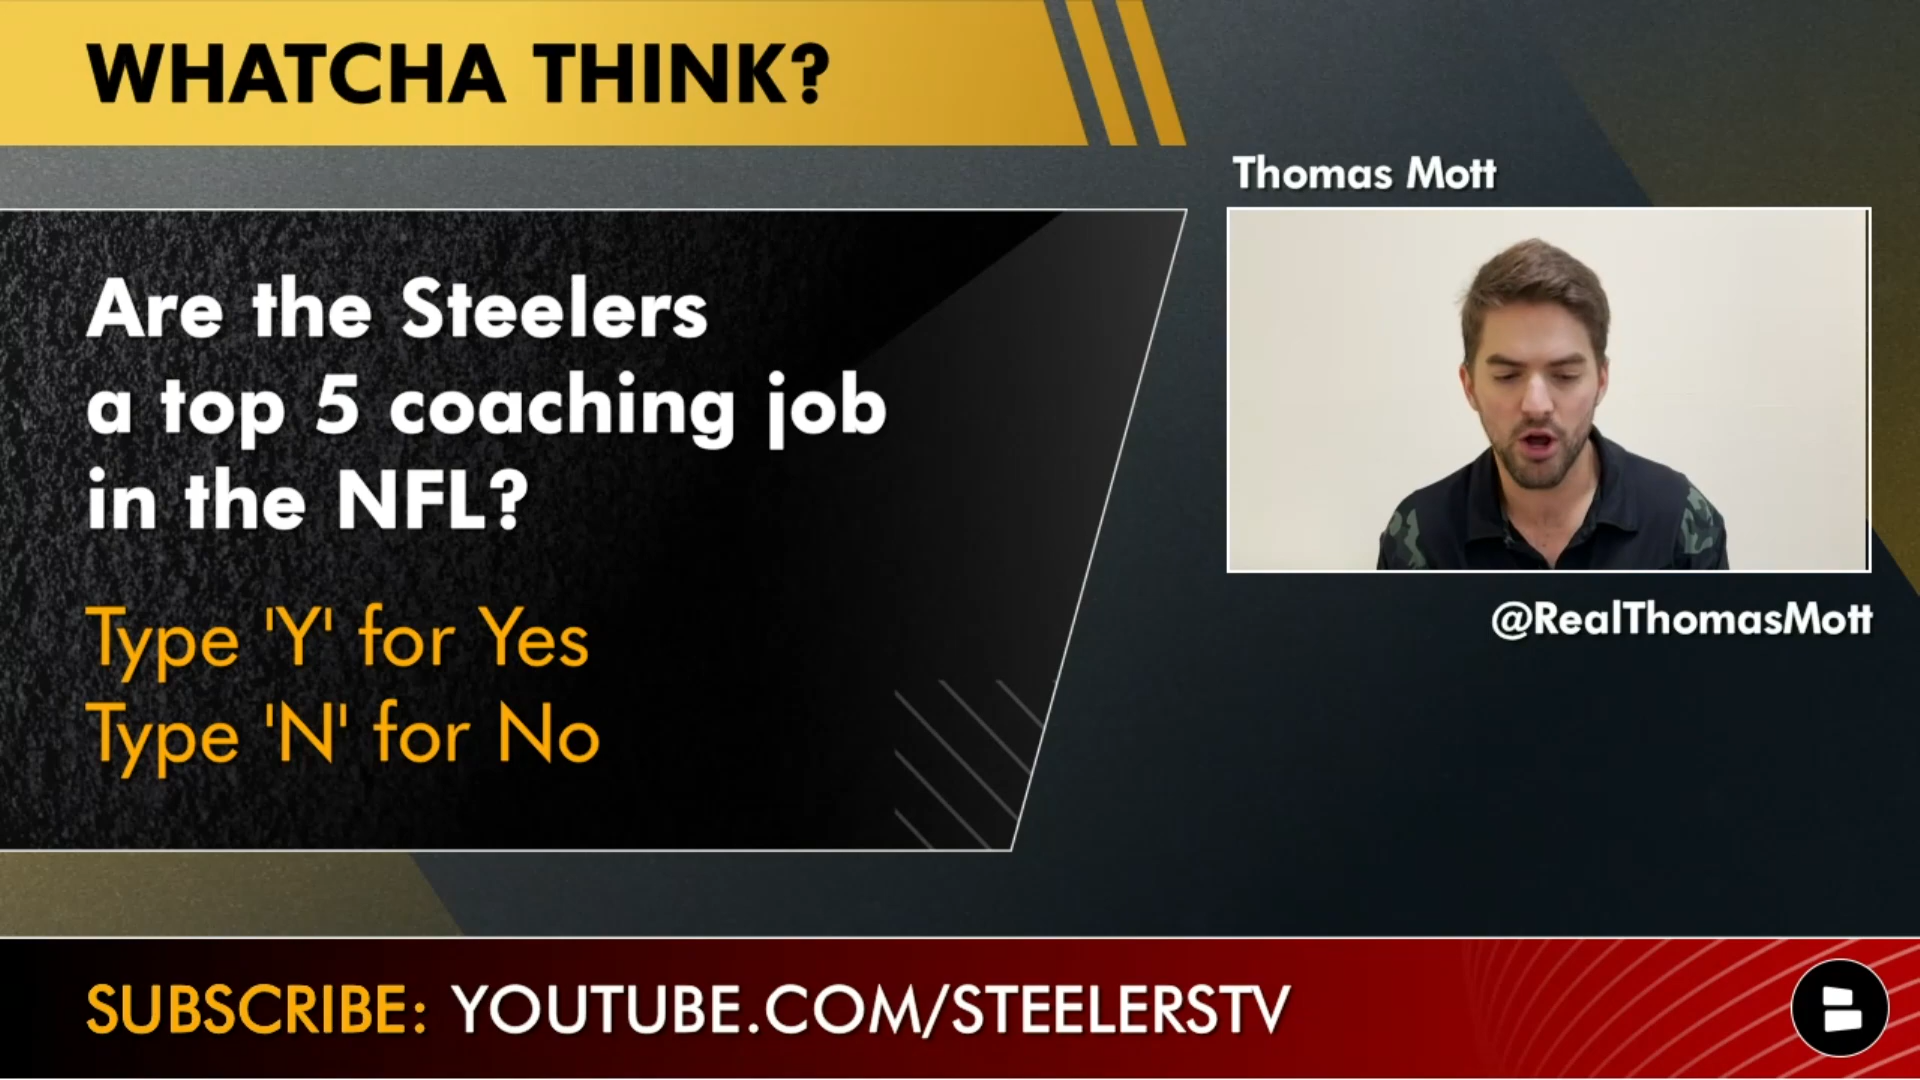 WHATCHA THINK?
Thomas Mott
Are the Steelers
a top 5 coaching job
in the NFL?
Type 'Y' for Yes
Type 'N' for No
@RealThomasMott
SUBSCRIBE: YOUTUBE.COM/STEELERSTV